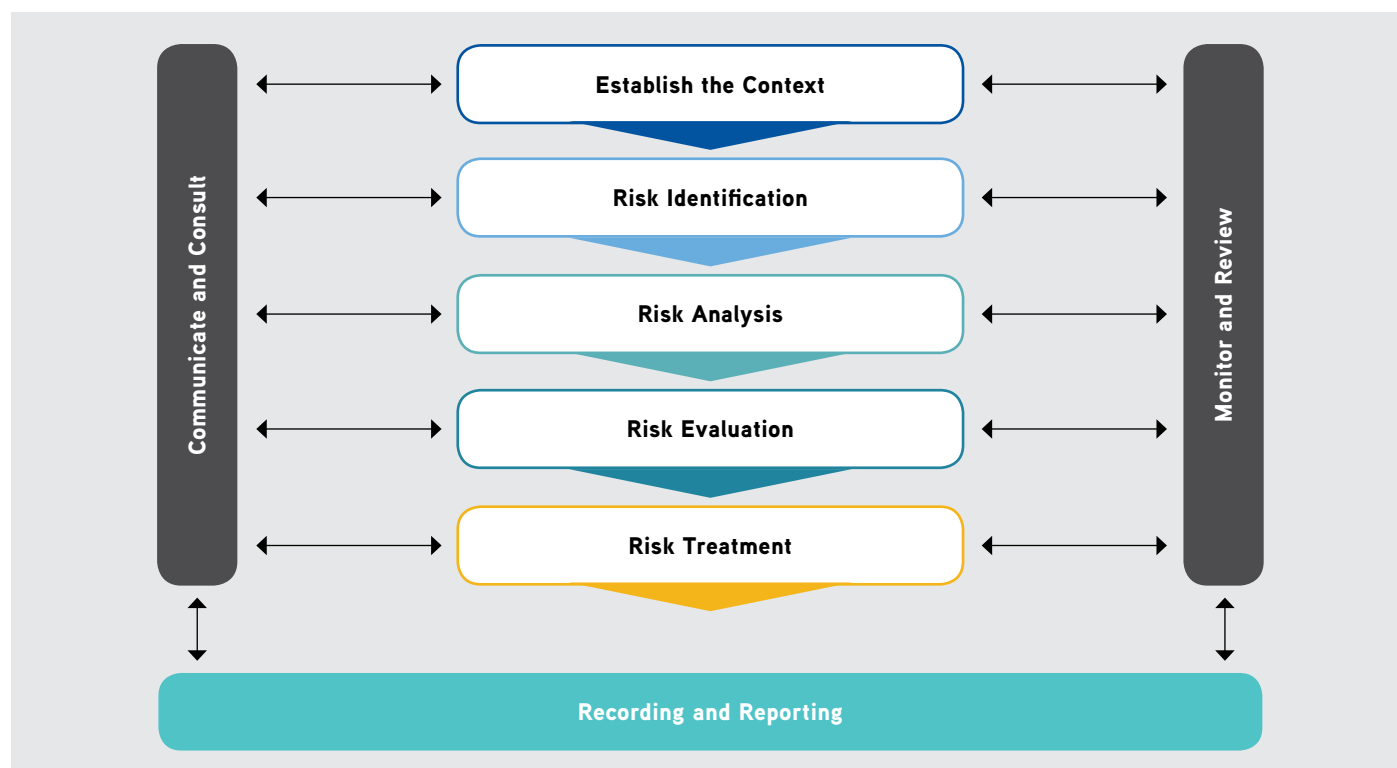 Establish the Context
Communicate and Consult
Risk Identification
Monitor and Review
Risk Analysis
Risk Evaluation
Risk Treatment
Recording and Reporting